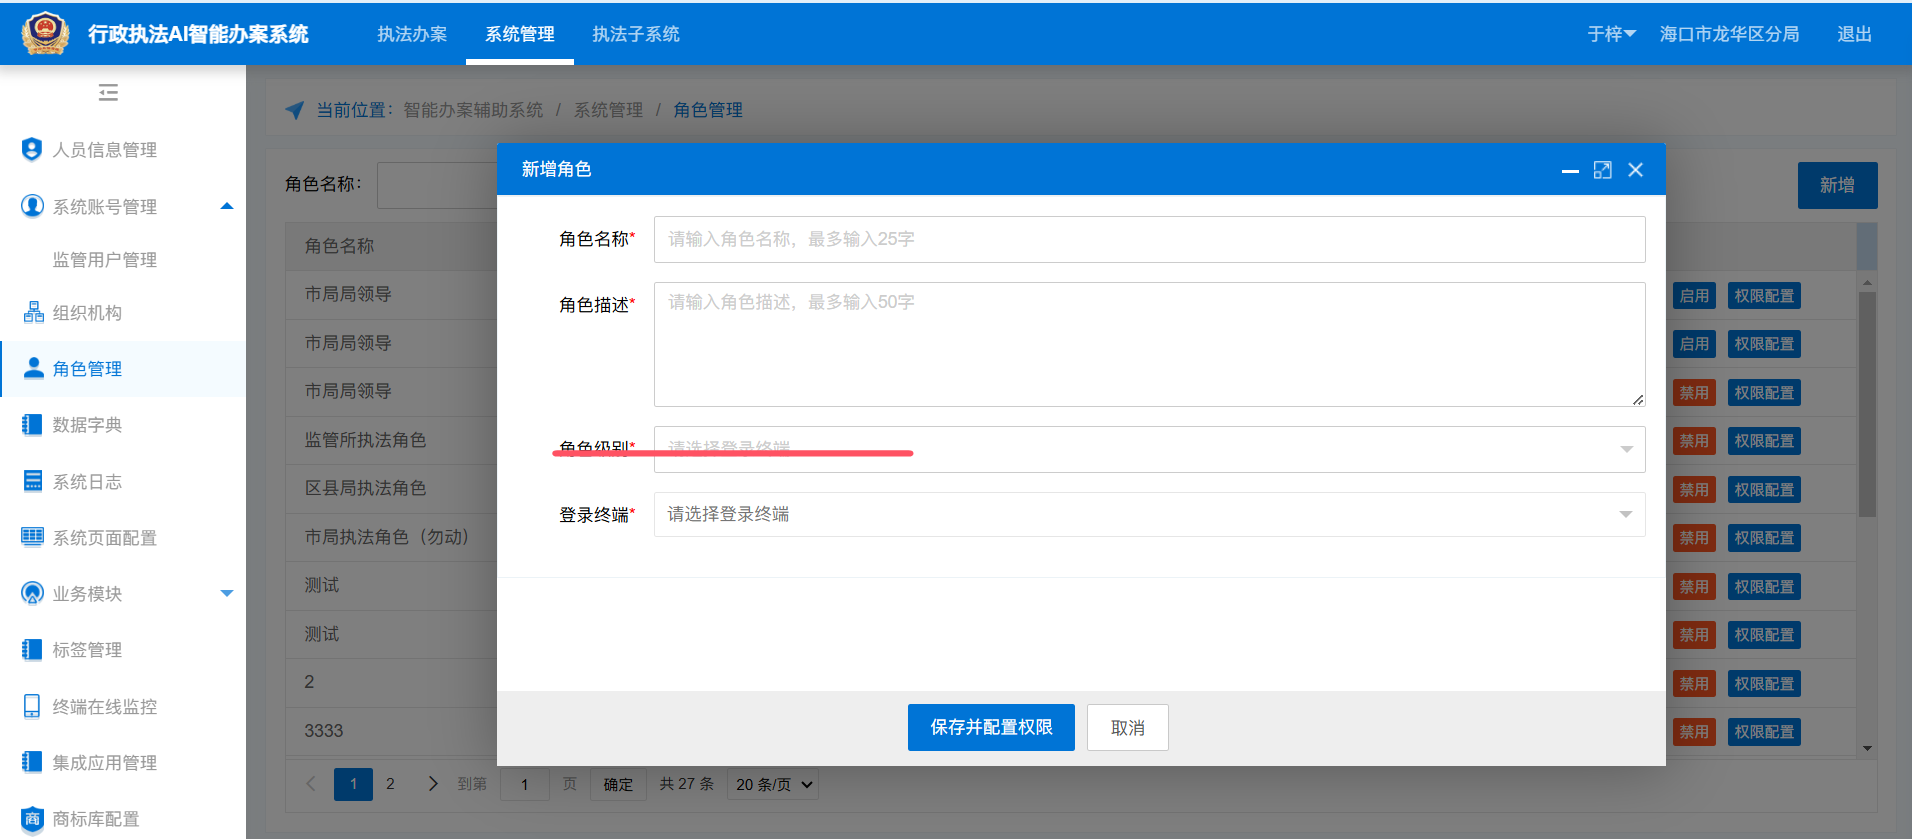 行政执法AI智能办案系统
执法办案
系统管理
执法子系统
于梓
海口市龙华区分局
退出
人员信息管理
系统账号管理
监管用户管理
组织机构
角色管理
数据字典
系统日志
系统页面配置
业务模块
标签管理
终端在线监控
集成应用管理
商 商标库配置
当前位置：智能办案辅助系统 / 系统管理 / 角色管理
角色名称：
新增
角色名称
市局局领导
启用 权限配置
市局局领导
启用 权限配置
市局局领导
禁用 权限配置
监管所执法角色
禁用 权限配置
区县局执法角色
禁用 权限配置
市局执法角色（勿动）
禁用 权限配置
测试
禁用 权限配置
测试
禁用 权限配置
2
禁用 权限配置
3333
禁用 权限配置
1 2 到第 1 页 确定 共 27 条 20 条/页
新增角色
角色名称* 请输入角色名称，最多输入25字
角色描述* 请输入角色描述，最多输入50字
角色级别* 请选择登录终端
登录终端* 请选择登录终端
保存并配置权限 取消